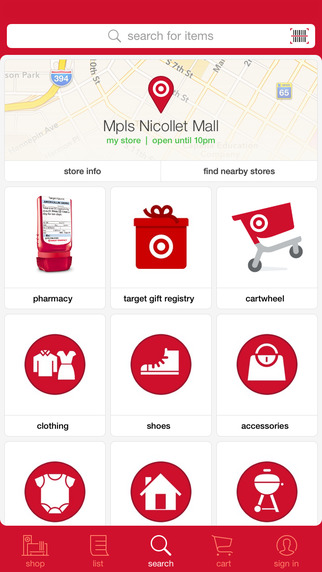 search for items
son Park
10th St
S 7th St
394
65
Hennepin Ave
Mpls Nicollet Mall
my store | open until 10pm
store info
find nearby stores
pharmacy
target gift registry
cartwheel
clothing
shoes
accessories
shop
list
search
cart
sign in